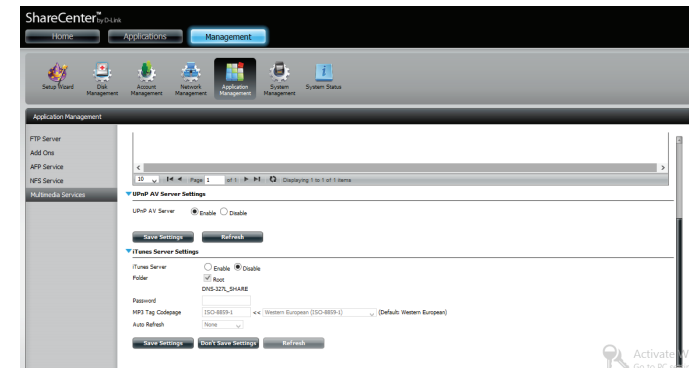 ShareCenter™ by D-Link
Home Applications Management
Setup Wizard Disk Management Account Management Network Management Application Management System Management System Status
Application Management
FTP Server
Add Ons
AFP Service
NFS Service
Multimedia Services
10 Page 1 of 1 Displaying 1 to 1 of 1 items
UPnP AV Server Settings
UPnP AV Server Enable Disable
Save Settings Refresh
iTunes Server Settings
iTunes Server Enable Disable
Folder Root
DNS-327L_SHARE
Password
MP3 Tag Codepage ISO-8859-1 << Western European (ISO-8859-1) (Default: Western European)
Auto Refresh None
Save Settings Don't Save Settings Refresh
Activate W
Go to PC